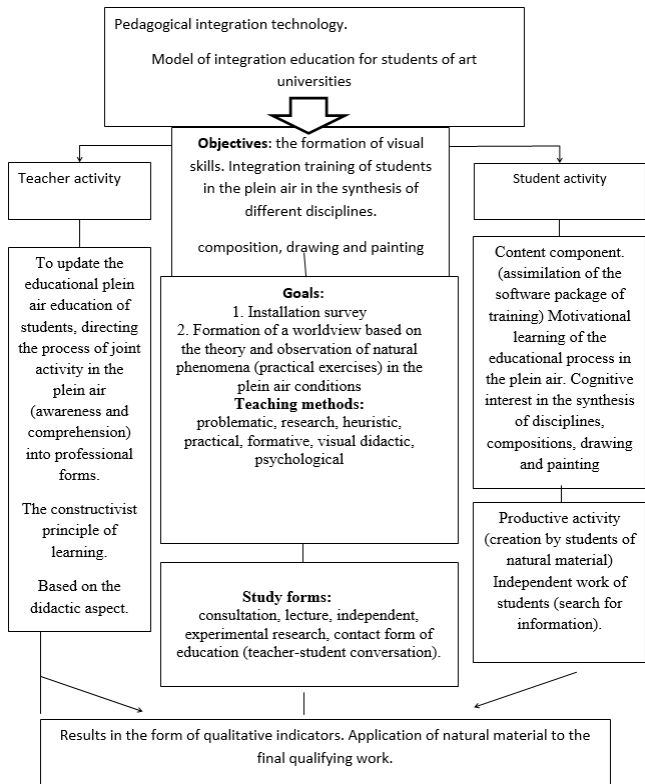 Pedagogical integration technology.
Model of integration education for students of art
universities
Objectives: the formation of visual
skills. Integration training of students
in the plein air in the synthesis of
different disciplines.
composition, drawing and painting
Teacher activity
Student activity
To update the
educational plein
air education of
students, directing
the process of joint
activity in the
plein air
(awareness and
comprehension)
into professional
forms.
The constructivist
principle of
learning.
Based on the
didactic aspect.
Goals:
1. Installation survey
2. Formation of a worldview based on
the theory and observation of natural
phenomena (practical exercises) in the
plein air conditions
Teaching methods:
problematic, research, heuristic,
practical, formative, visual didactic,
psychological
Content component.
(assimilation of the
software package of
training) Motivational
learning of the
educational process in
the plein air. Cognitive
interest in the synthesis
of disciplines,
compositions, drawing
and painting
Study forms:
consultation, lecture, independent,
experimental research, contact form of
education (teacher-student conversation).
Productive activity
(creation by students of
natural material)
Independent work of
students (search for
information).
Results in the form of qualitative indicators. Application of natural material to the
final qualifying work.